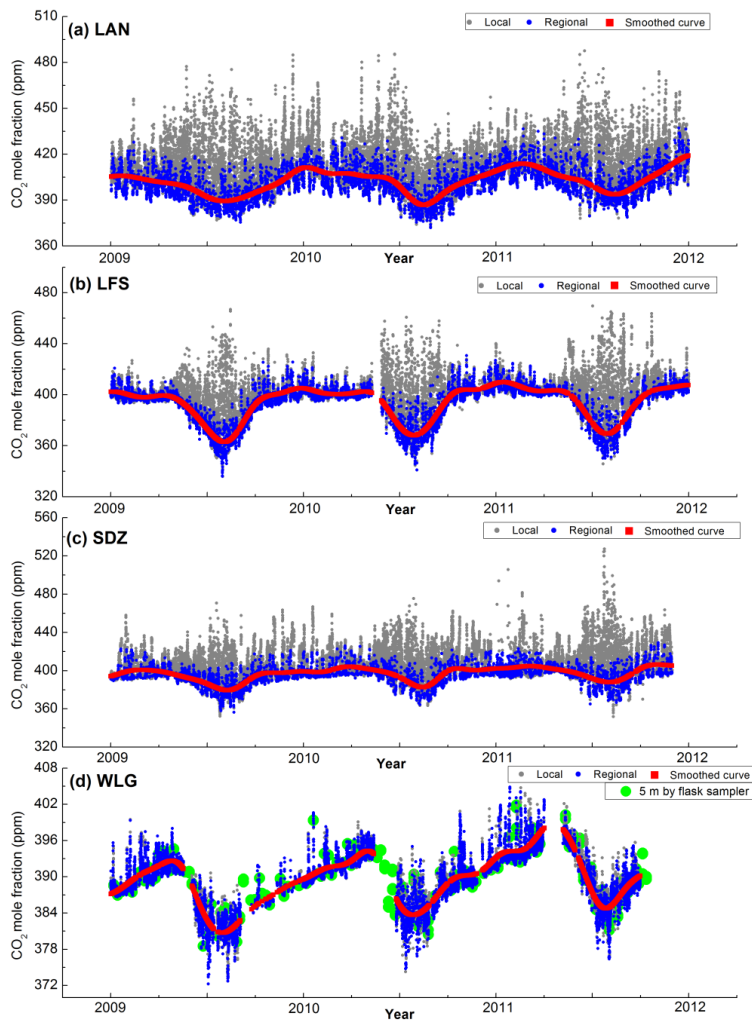 (a) LAN
Local Regional Smoothed curve
CO2 mole fraction (ppm)
510
480
450
420
390
360
2009 2010 2011 2012
Year
(b) LFS
Local Regional Smoothed curve
CO2 mole fraction (ppm)
480
440
400
360
320
2009 2010 2011 2012
Year
(c) SDZ
Local Regional Smoothed curve
CO2 mole fraction (ppm)
560
520
480
440
400
360
320
2009 2010 2011 2012
Year
(d) WLG
Local Regional Smoothed curve
5 m by flask sampler
CO2 mole fraction (ppm)
408
402
396
390
384
378
372
2009 2010 2011 2012
Year